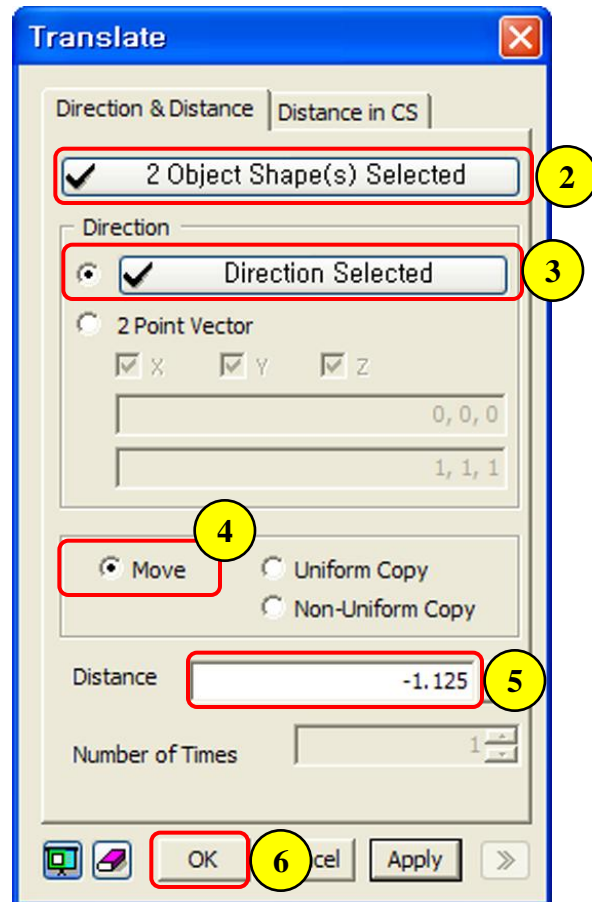 Translate
Direction & Distance
Distance in CS
2 Object Shape(s) Selected
2
Direction
Direction Selected
3
2 Point Vector
X Y Z
0, 0, 0
1, 1, 1
4
Move
Uniform Copy
Non-Uniform Copy
Distance
-1.125
5
Number of Times
1
OK
6
cel
Apply